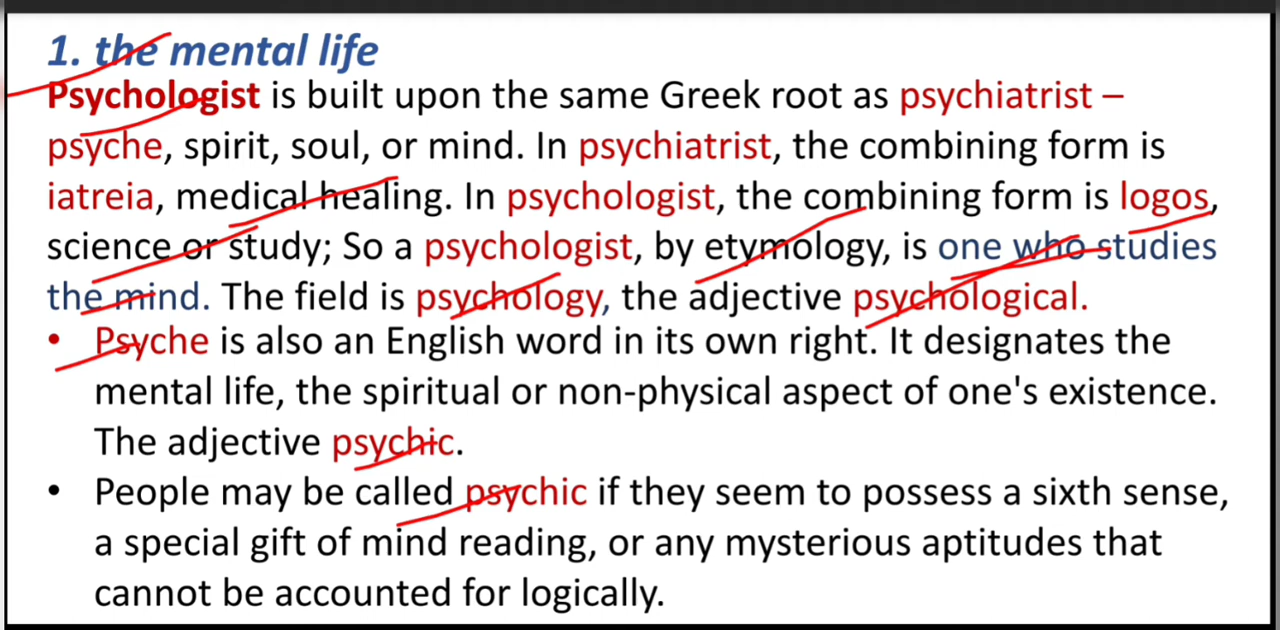 1. the mental life
Psychologist is built upon the same Greek root as psychiatrist –
psyche, spirit, soul, or mind. In psychiatrist, the combining form is
iatreia, medical healing. In psychologist, the combining form is logos,
science or study; So a psychologist, by etymology, is one who studies
the mind. The field is psychology, the adjective psychological.
• Psyche is also an English word in its own right. It designates the
mental life, the spiritual or non-physical aspect of one's existence.
The adjective psychic.
• People may be called psychic if they seem to possess a sixth sense,
a special gift of mind reading, or any mysterious aptitudes that
cannot be accounted for logically.